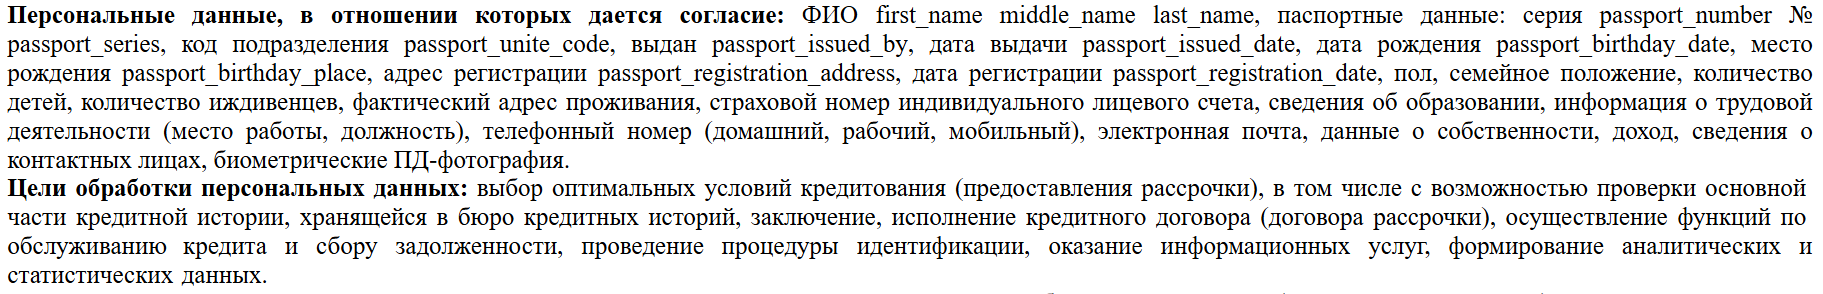 Персональные данные, в отношении которых дается согласие: ФИО first_name middle_name last_name, паспортные данные: серия passport_number №
passport_series, код подразделения passport_unite_code, выдан passport_issued_by, дата выдачи passport_issued_date, дата рождения passport_birthday_date, место
рождения passport_birthday_place, адрес регистрации passport_registration_address, дата регистрации passport_registration_date, пол, семейное положение, количество
детей, количество иждивенцев, фактический адрес проживания, страховой номер индивидуального лицевого счета, сведения об образовании, информация о трудовой
деятельности (место работы, должность), телефонный номер (домашний, рабочий, мобильный), электронная почта, данные о собственности, доход, сведения о
контактных лицах, биометрические ПД-фотография.
Цели обработки персональных данных: выбор оптимальных условий кредитования (предоставления рассрочки), в том числе с возможностью проверки основной
части кредитной истории, хранящейся в бюро кредитных историй, заключение, исполнение кредитного договора (договора рассрочки), осуществление функций по
обслуживанию кредита и сбору задолженности, проведение процедуры идентификации, оказание информационных услуг, формирование аналитических и
статистических данных.